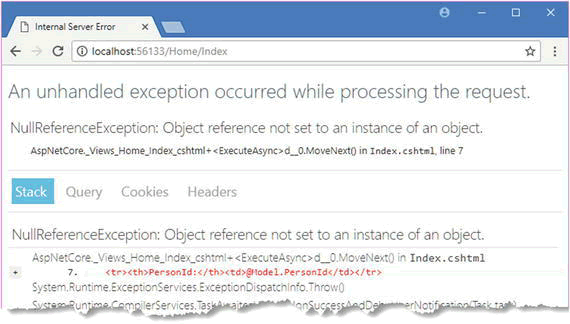 Internal Server Error
localhost:56133/Home/Index
An unhandled exception occurred while processing the request.
NullReferenceException: Object reference not set to an instance of an object.
AspNetCore._Views_Home_Index_cshtml+<ExecuteAsync>d__0.MoveNext() in Index.cshtml, line 7
Stack Query Cookies Headers
NullReferenceException: Object reference not set to an instance of an object.
AspNetCore._Views_Home_Index_cshtml+<ExecuteAsync>d__0.MoveNext() in Index.cshtml
+ 7. <tr><th>PersonId:</th><td>@Model.PersonId</td></tr>
System.Runtime.ExceptionServices.ExceptionDispatchInfo.Throw()
System.Runtime.CompilerServices.